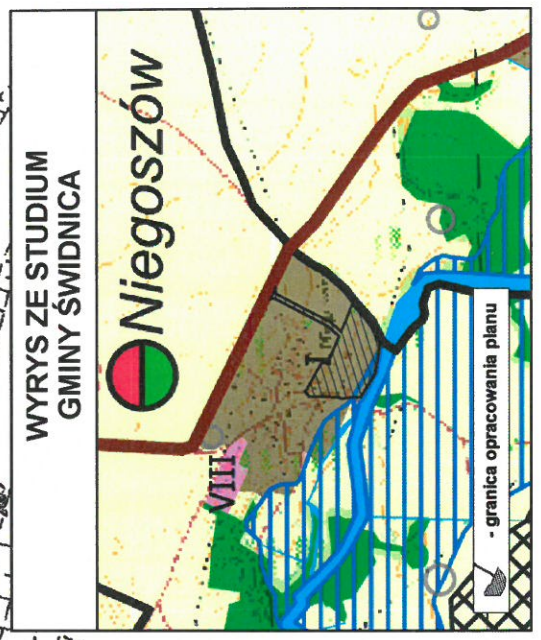 WYRYS ZE STUDIUM
GMINY ŚWIDNICA
Niegoszów
VIII
- granica opracowania planu